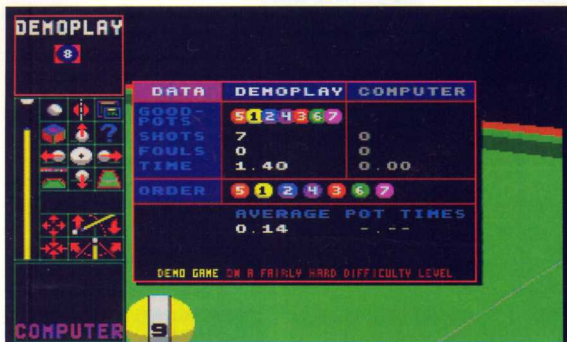 DEMOPLAY
8
DATA DEMOPLAY COMPUTER
GOOD-POTS 5 1 2 4 3 6 7
SHOTS 7 0
FOULS 0 0
TIME 1.40 0.00
ORDER 5 1 2 4 3 6 7
AVERAGE POT TIMES
0.14 -.--
DEMO GAME ON A FAIRLY HARD DIFFICULTY LEVEL
COMPUTER
9